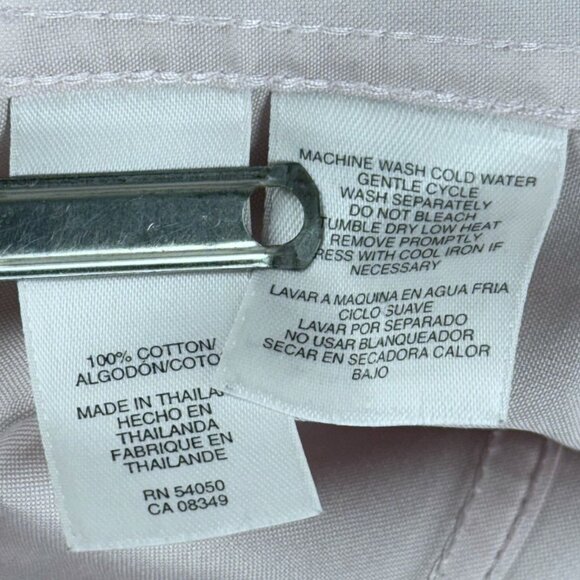 100% COTTON/
ALGODÓN/COTO
MADE IN THAILA
HECHO EN
THAILANDA
FABRIQUE EN
THAILANDE
RN 54050
CA 08349
MACHINE WASH COLD WATER
GENTLE CYCLE
WASH SEPARATELY
DO NOT BLEACH
TUMBLE DRY LOW HEAT
REMOVE PROMPTLY
RESS WITH COOL IRON IF
NECESSARY
LAVAR A MAQUINA EN AGUA FRIA
CICLO SUAVE
LAVAR POR SEPARADO
NO USAR BLANQUEADOR
SECAR EN SECADORA CALOR
BAJO